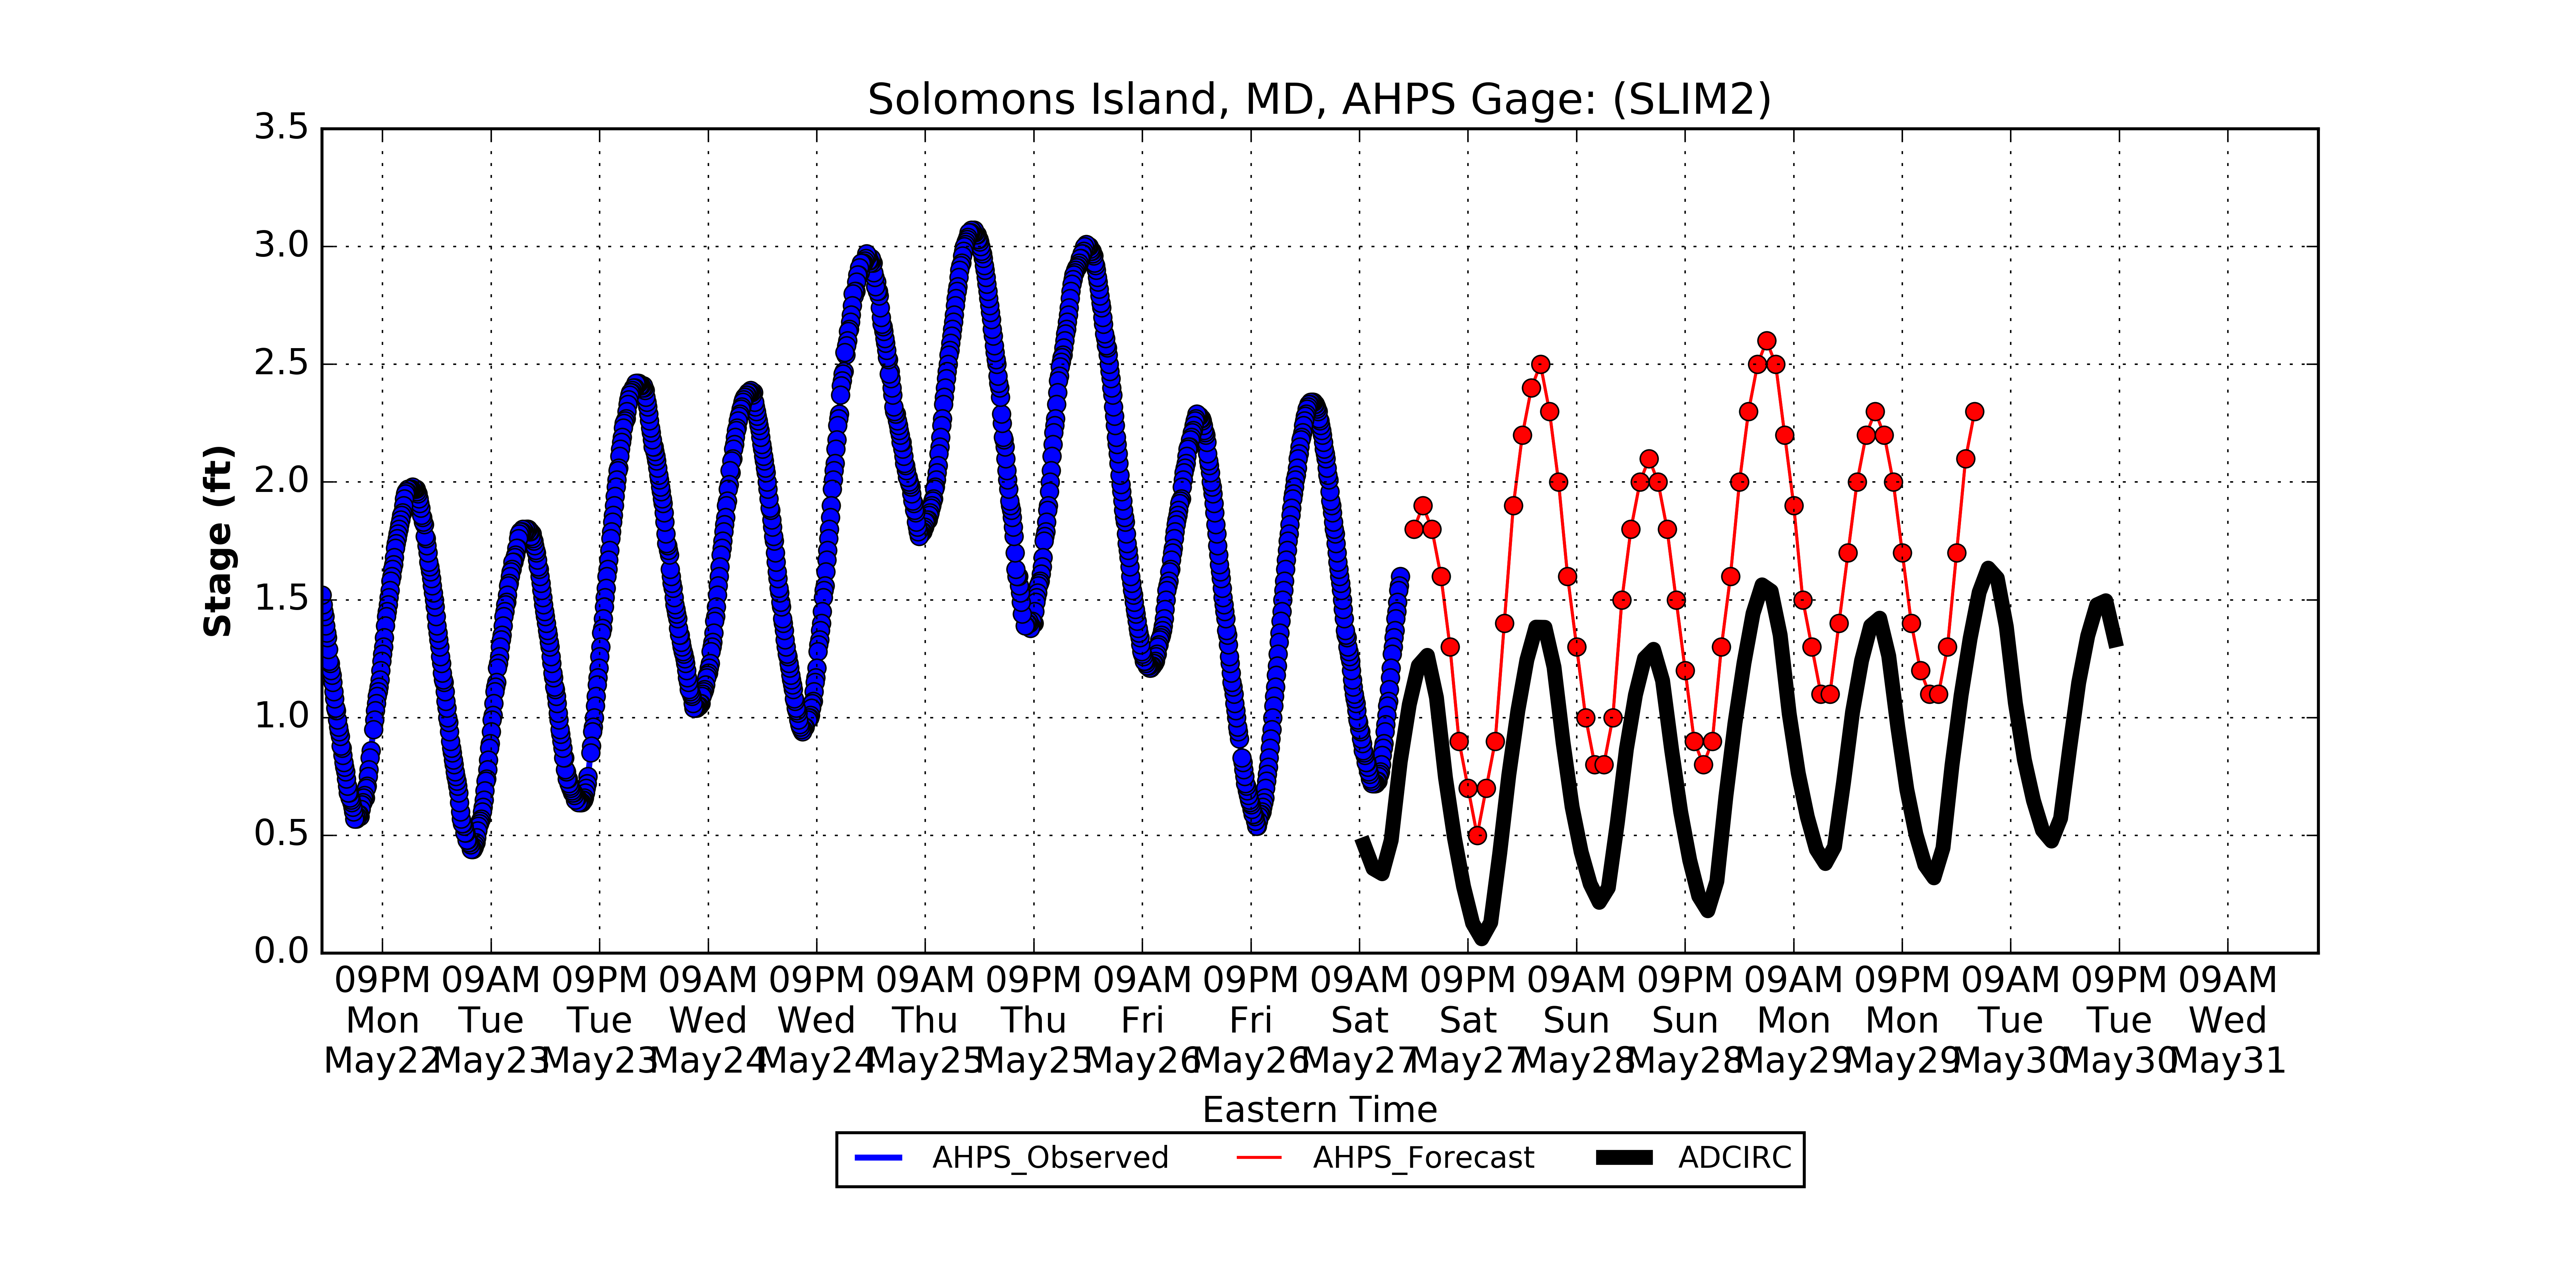 Solomons Island, MD, AHPS Gage: (SLIM2)
3.5
3.0
2.5
2.0
1.5
1.0
0.5
0.0
Stage (ft)
09PM 09AM 09PM 09AM 09PM 09AM 09PM 09AM 09PM 09AM 09PM 09AM 09PM 09AM 09PM 09AM 09PM 09AM
Mon Tue Tue Wed Wed Thu Thu Fri Fri Sat Sat Sun Sun Mon Mon Tue Tue Wed
May22 May23 May23 May24 May24 May25 May25 May26 May26 May27 May27 May28 May28 May29 May29 May30 May30 May31
Eastern Time
AHPS_Observed AHPS_Forecast ADCIRC